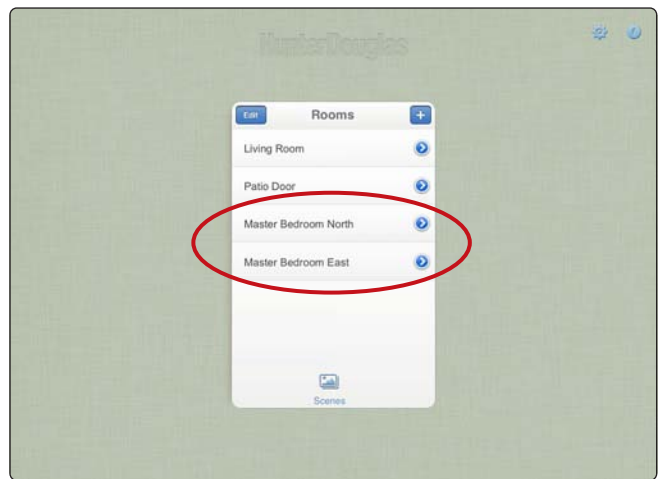 HunterDouglas
Edit
Rooms
+
Living Room
Patio Door
Master Bedroom North
Master Bedroom East
Scenes